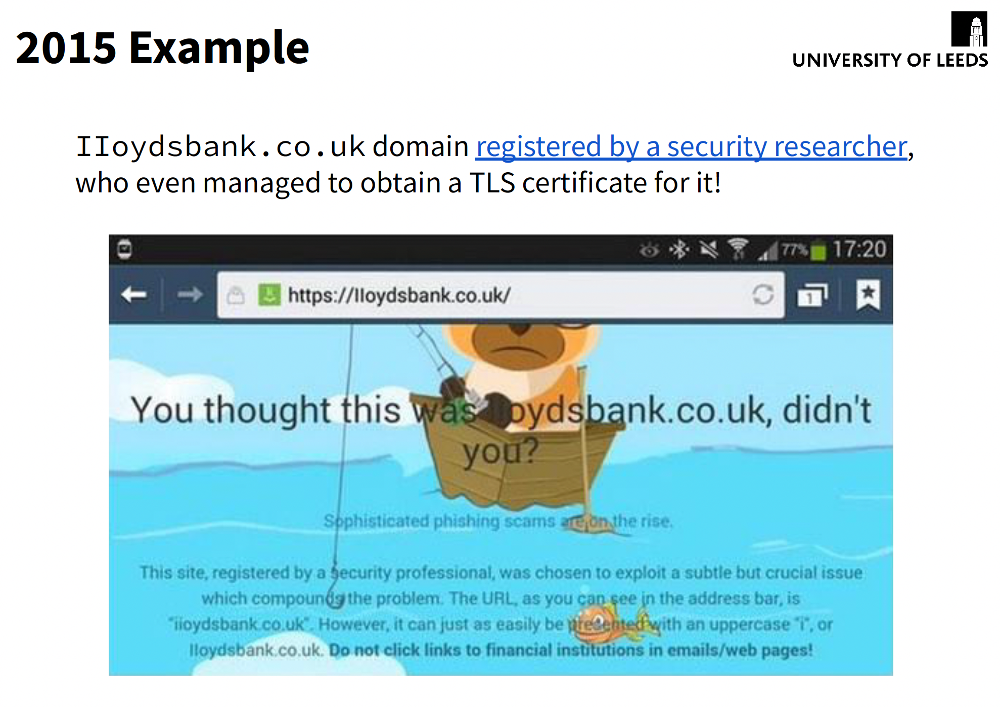 2015 Example
UNIVERSITY OF LEEDS
IIoydsbank.co.uk domain registered by a security researcher,
who even managed to obtain a TLS certificate for it!
77% 17:20
https://IIoydsbank.co.uk/
1
You thought this was lloydsbank.co.uk, didn't
you?
Sophisticated phishing scams are on the rise.
This site, registered by a security professional, was chosen to exploit a subtle but crucial issue
which compounds the problem. The URL, as you can see in the address bar, is
"iioydsbank.co.uk". However, it can just as easily be presented with an uppercase "i", or
IIoydsbank.co.uk. Do not click links to financial institutions in emails/web pages!